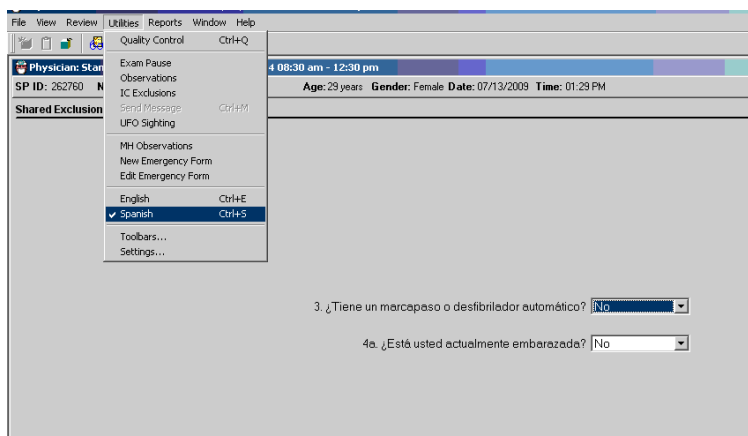 File View Review Utilities Reports Window Help
Quality Control Ctrl+Q
Physician: Stan
4 08:30 am - 12:30 pm
Exam Pause
Observations
SP ID: 262760 N
Age: 29 years Gender: Female Date: 07/13/2009 Time: 01:29 PM
IC Exclusions
Shared Exclusion
Send Message Ctrl+M
UFO Sighting
MH Observations
New Emergency Form
Edit Emergency Form
English Ctrl+E
Spanish Ctrl+S
Toolbars...
Settings...
3. ¿Tiene un marcapaso o desfibrilador automático? No
4a. ¿Está usted actualmente embarazada? No